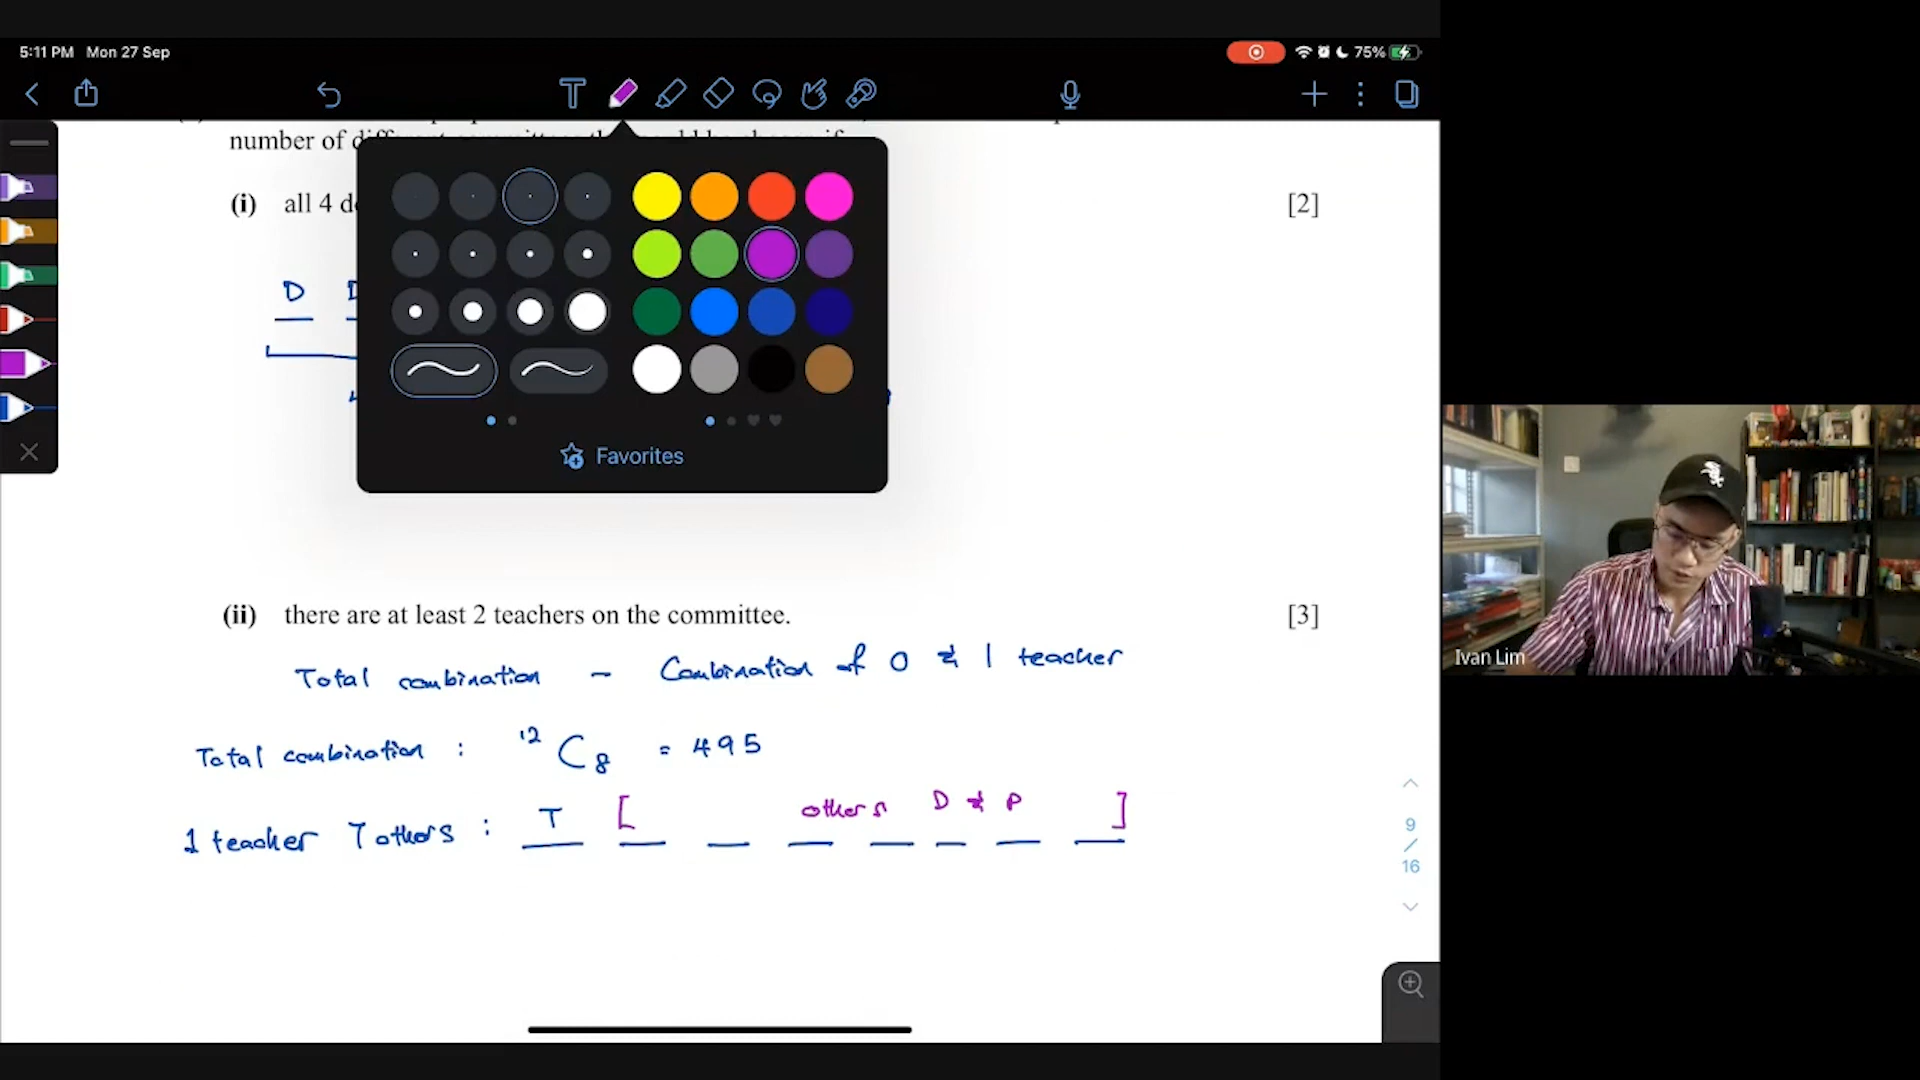 5:11 PM Mon 27 Sep
75%
number of
(i) all 4 d
[2]
D
Favorites
(ii) there are at least 2 teachers on the committee.
[3]
Total combination - Combination of 0 & 1 teacher
Total combination : 12 C 8 = 495
1 teacher 7 others : T [ others D & P ]
9
/
16
Ivan Lim